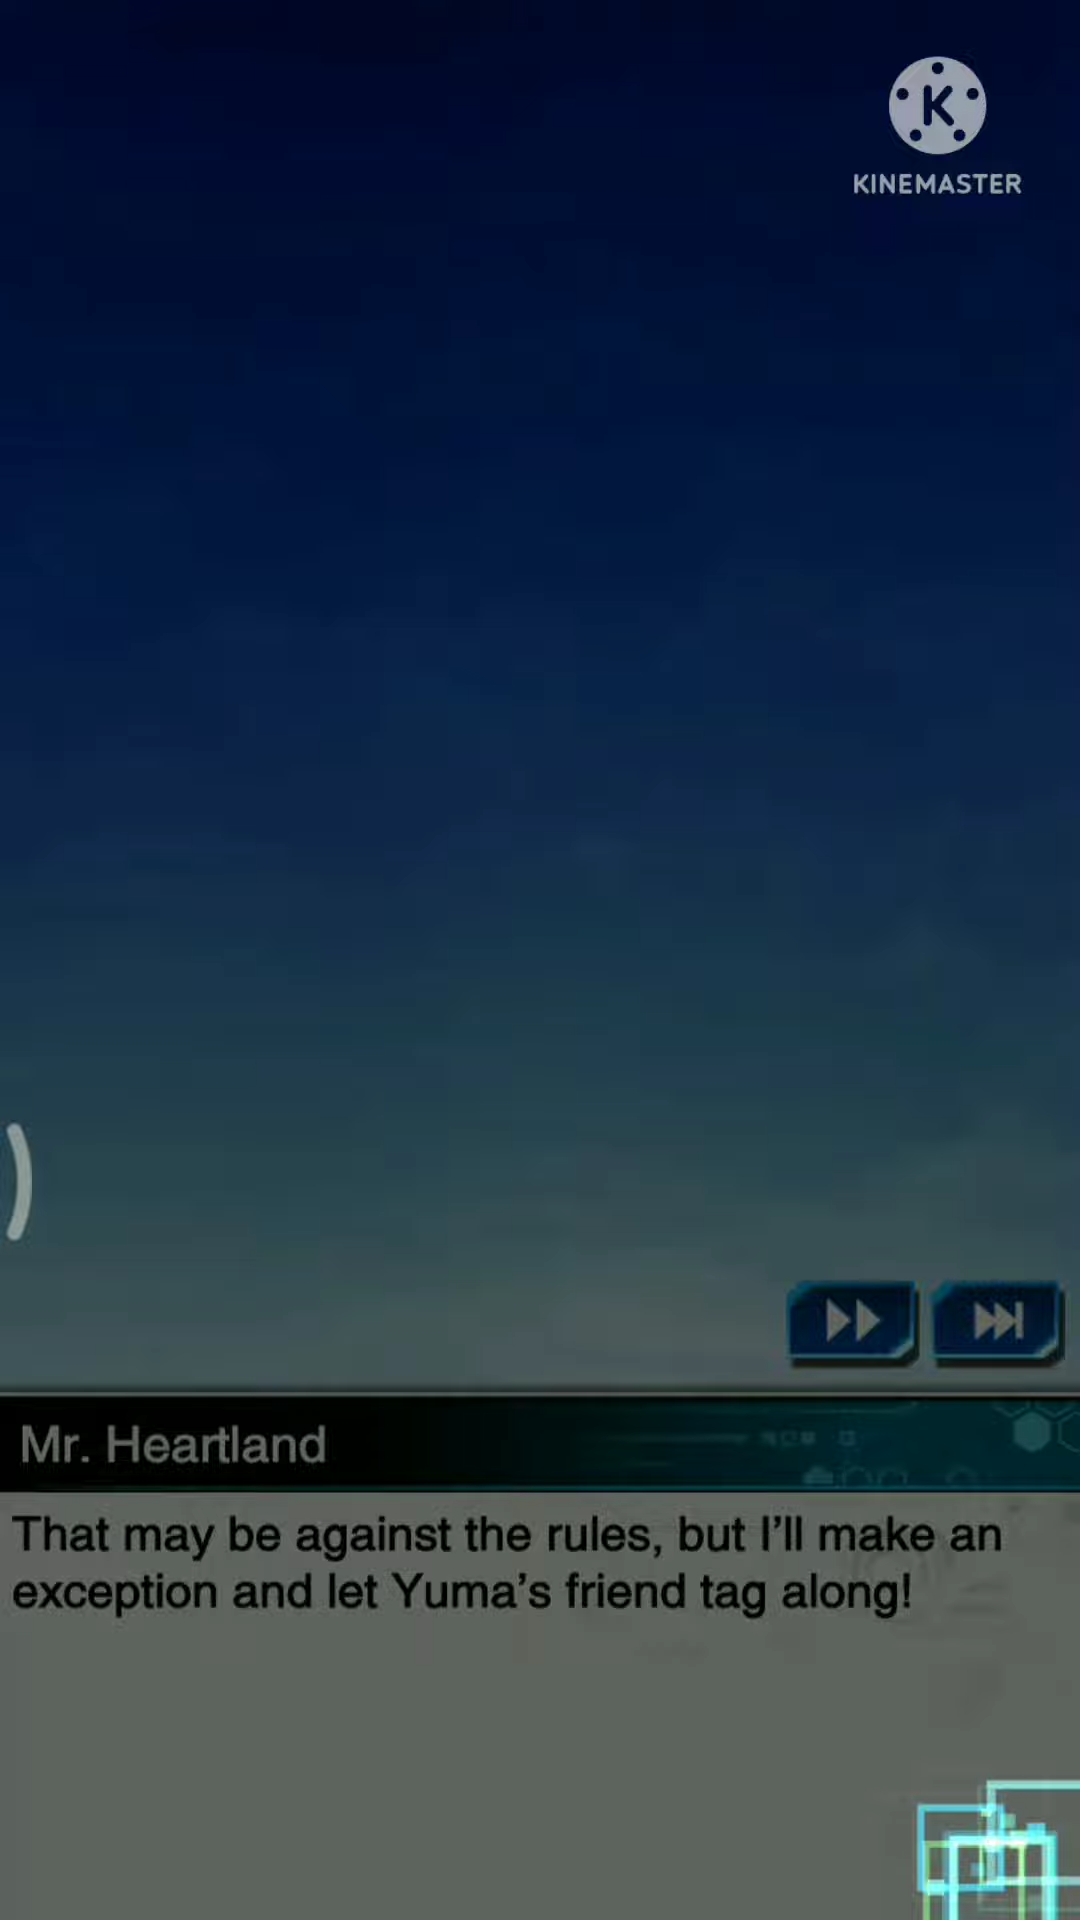 K
KINEMASTER
Mr. Heartland
That may be against the rules, but I’ll make an
exception and let Yuma’s friend tag along!